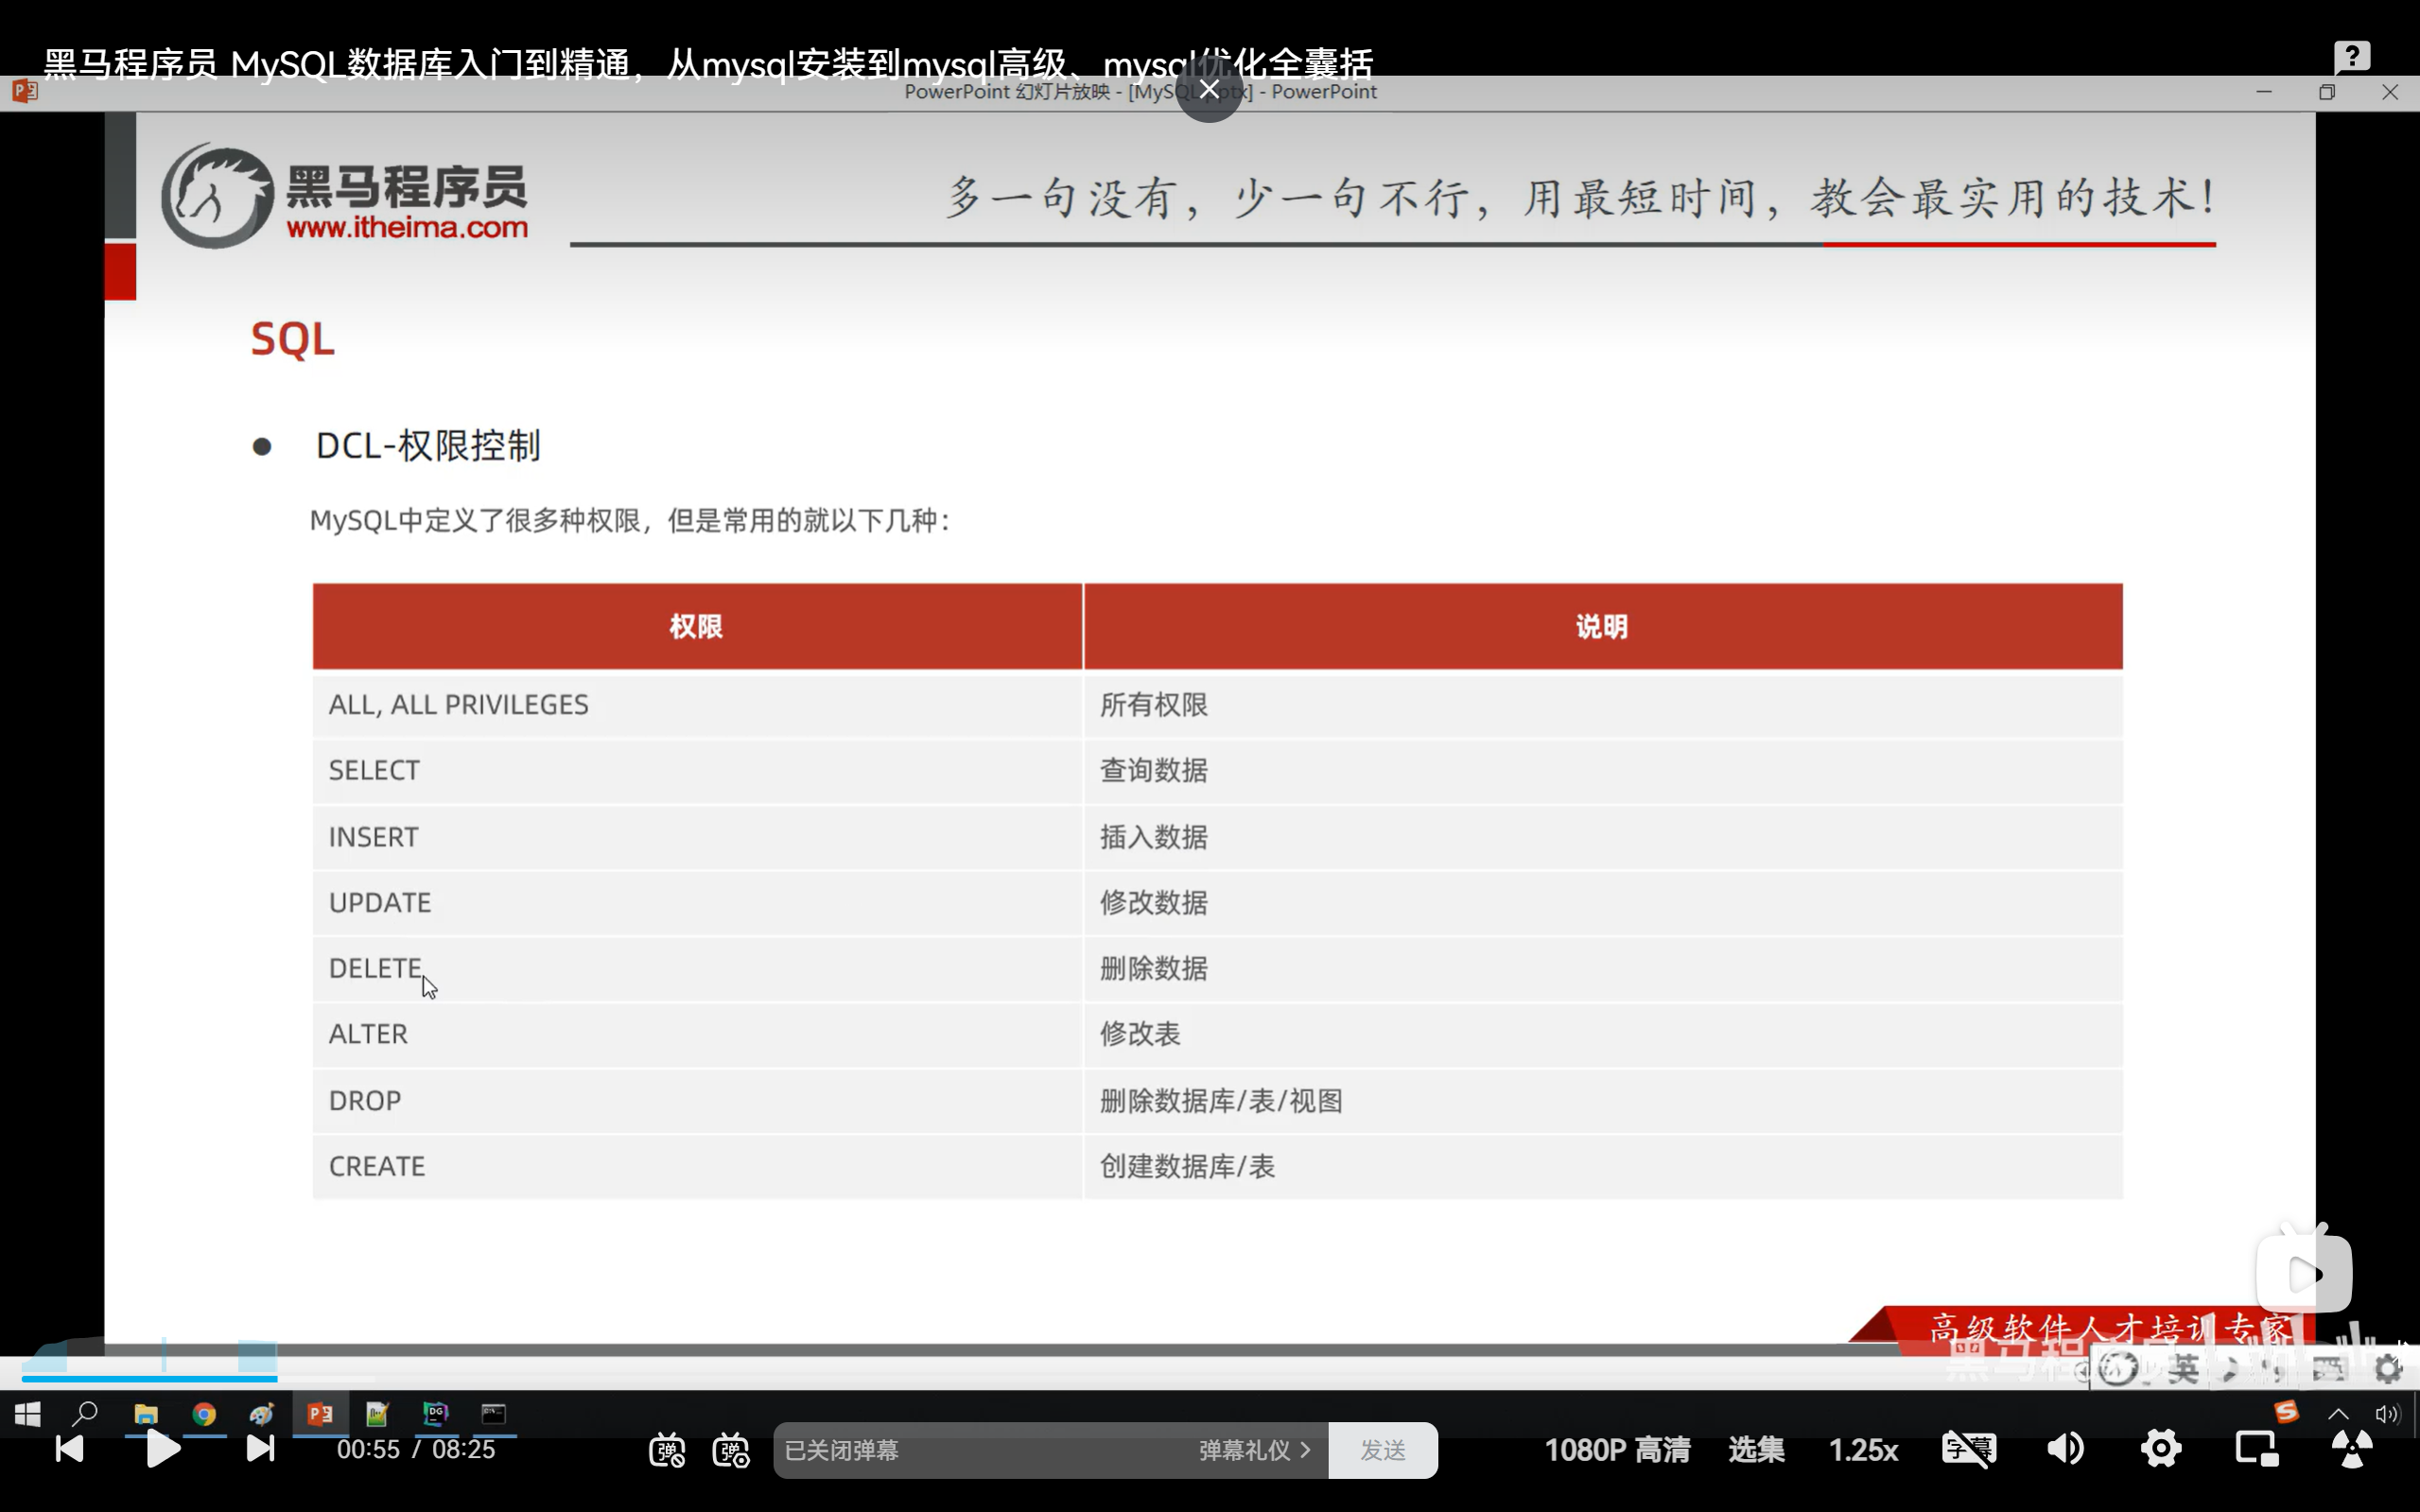 黑马程序员 MySQL数据库入门到精通，从mysql安装到mysql高级、mysql优化全囊括
PowerPoint 幻灯片放映 - [MySQL.pptx] - PowerPoint
黑马程序员
www.itheima.com
多一句没有，少一句不行，用最短时间，教会最实用的技术！
SQL
DCL-权限控制
MySQL中定义了很多种权限，但是常用的就以下几种：
权限 说明
ALL, ALL PRIVILEGES 所有权限
SELECT 查询数据
INSERT 插入数据
UPDATE 修改数据
DELETE 删除数据
ALTER 修改表
DROP 删除数据库/表/视图
CREATE 创建数据库/表
高级软件人才培训专家
英
00:55 / 08:25
弹
弹
已关闭弹幕
弹幕礼仪 >
发送
1080P 高清
选集
1.25x
字幕